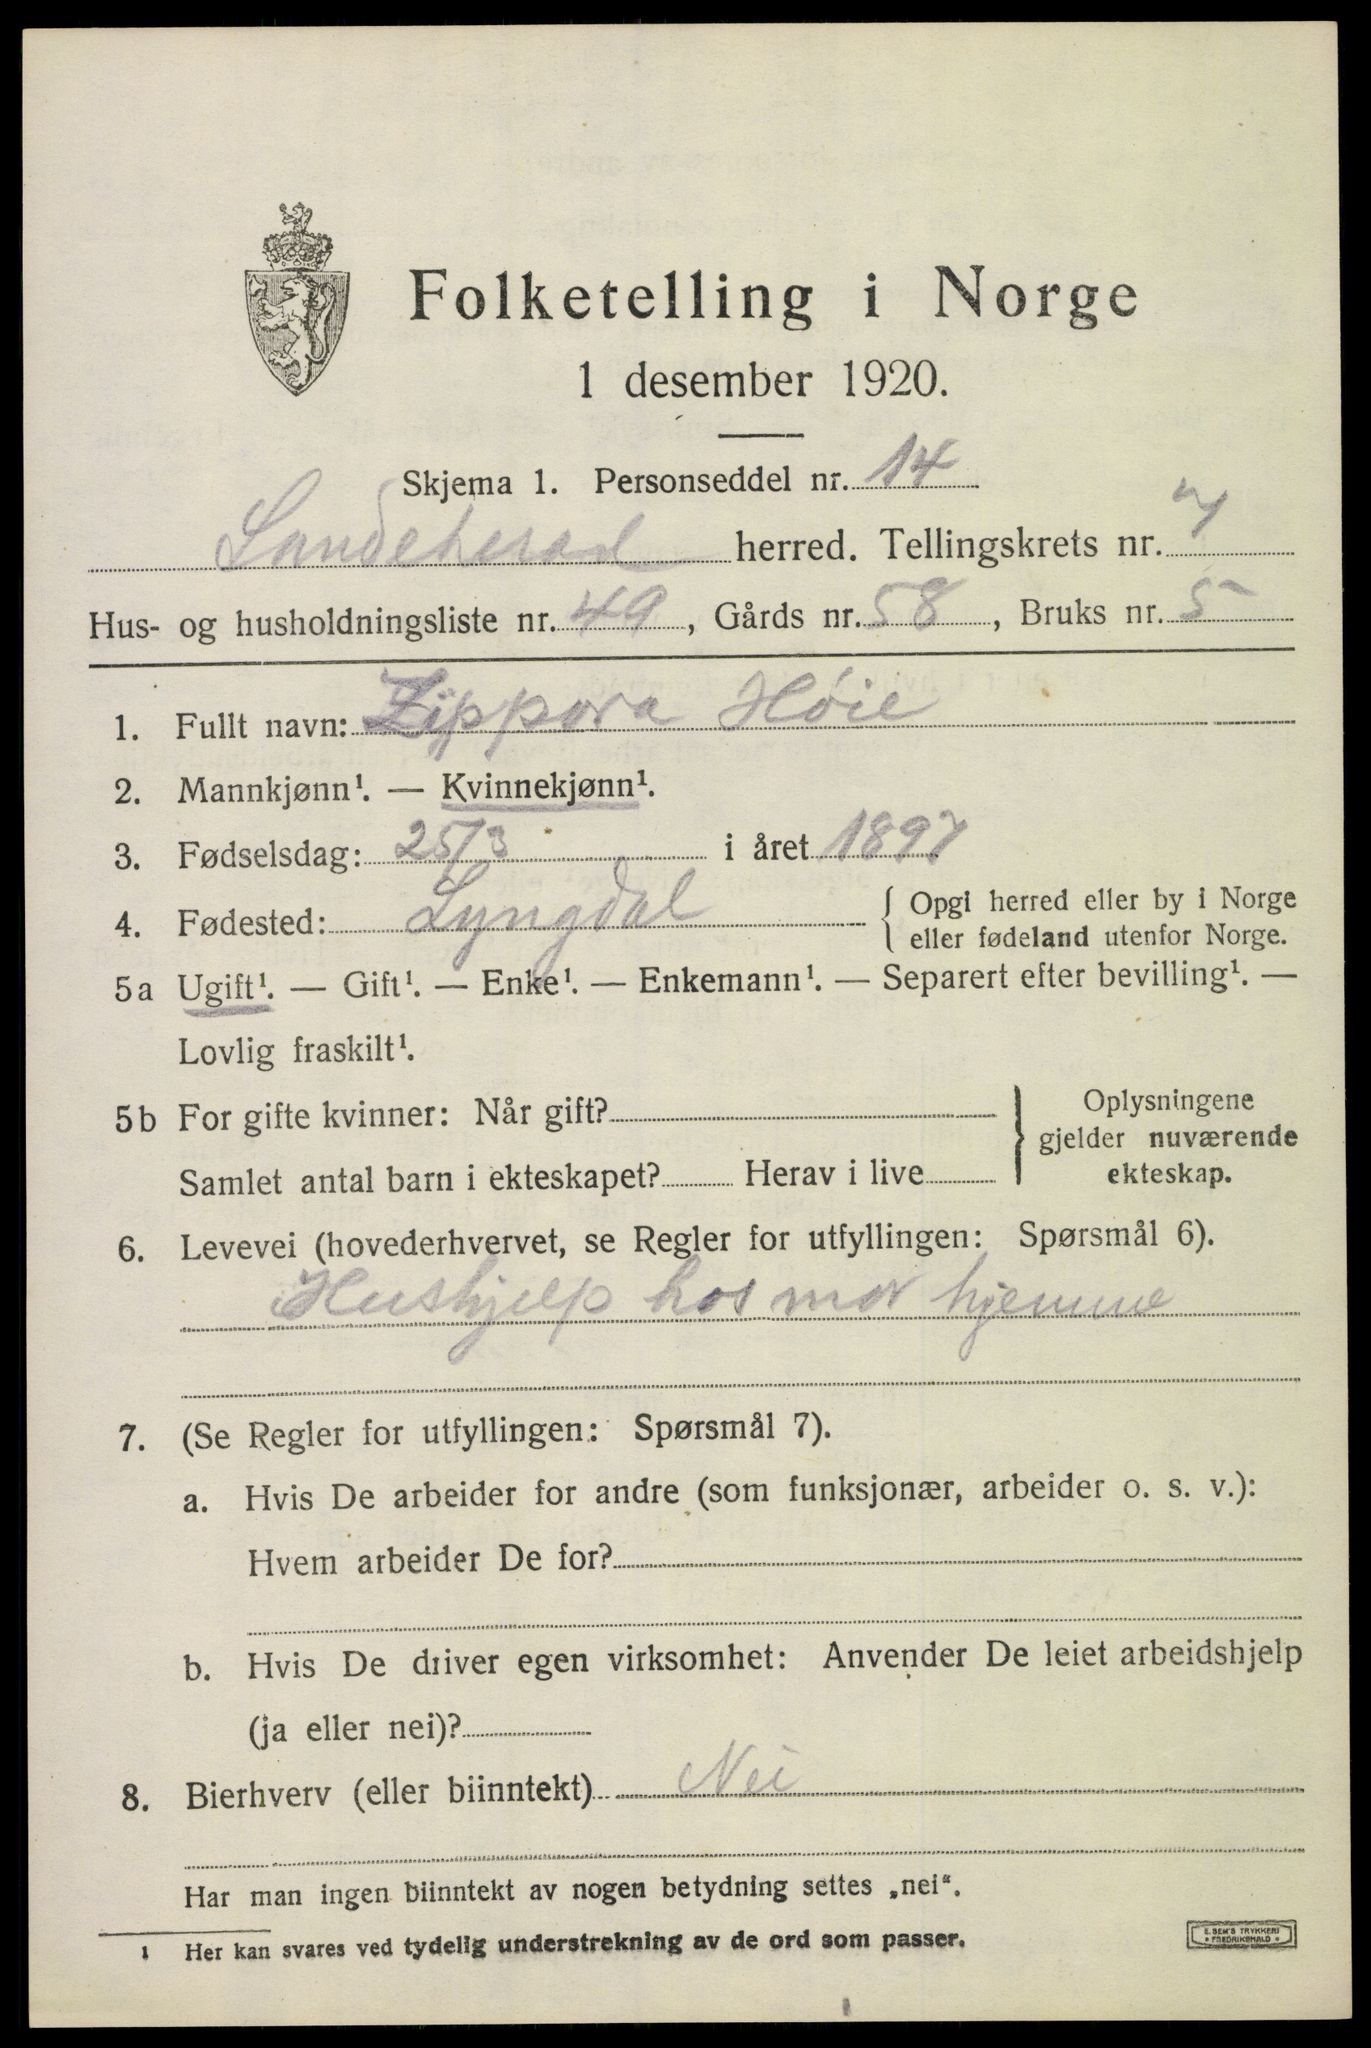 Folketelling i Norge
1 desember 1920.
Skjema 1. Personseddel nr. 14
Sandeherad herred. Tellingskrets nr. 7
Hus- og husholdningsliste nr. 49, Gårds nr. 58, Bruks nr. 5
1. Fullt navn: Zippora Höie
2. Mannkjønn¹. — Kvinnekjønn¹.
3. Fødselsdag: 25/3 i året 1897
4. Fødested: Lyngdal { Opgi herred eller by i Norge
eller fødeland utenfor Norge.
5a Ugift¹. — Gift¹. — Enke¹. — Enkemann¹. — Separert efter bevilling¹. —
Lovlig fraskilt¹.
5b For gifte kvinner: Når gift? } Oplysningene
gjelder nuværende
Samlet antal barn i ekteskapet? Herav i live ekteskap.
6. Levevei (hovederhvervet, se Regler for utfyllingen: Spørsmål 6).
Hushjelp hos mor hjemme
7. (Se Regler for utfyllingen: Spørsmål 7).
a. Hvis De arbeider for andre (som funksjonær, arbeider o. s. v.):
Hvem arbeider De for?
b. Hvis De driver egen virksomhet: Anvender De leiet arbeidshjelp
(ja eller nei)?
8. Bierhverv (eller biinntekt) Nei
Har man ingen biinntekt av nogen betydning settes „nei“.
1 Her kan svares ved tydelig understrekning av de ord som passer.
E. SEM'S TRYKKERI
• FREDRIKSHALD •